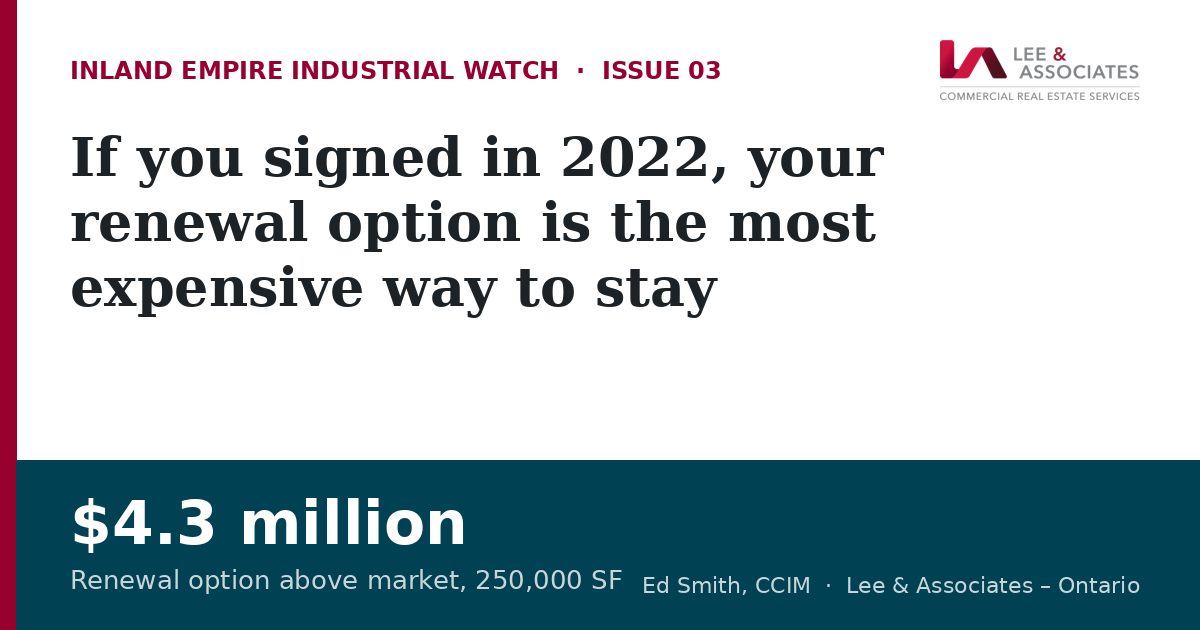 INLAND EMPIRE INDUSTRIAL WATCH · ISSUE 03
LEE &
ASSOCIATES
COMMERCIAL REAL ESTATE SERVICES
If you signed in 2022, your
renewal option is the most
expensive way to stay
$4.3 million
Renewal option above market, 250,000 SF
Ed Smith, CCIM · Lee & Associates – Ontario